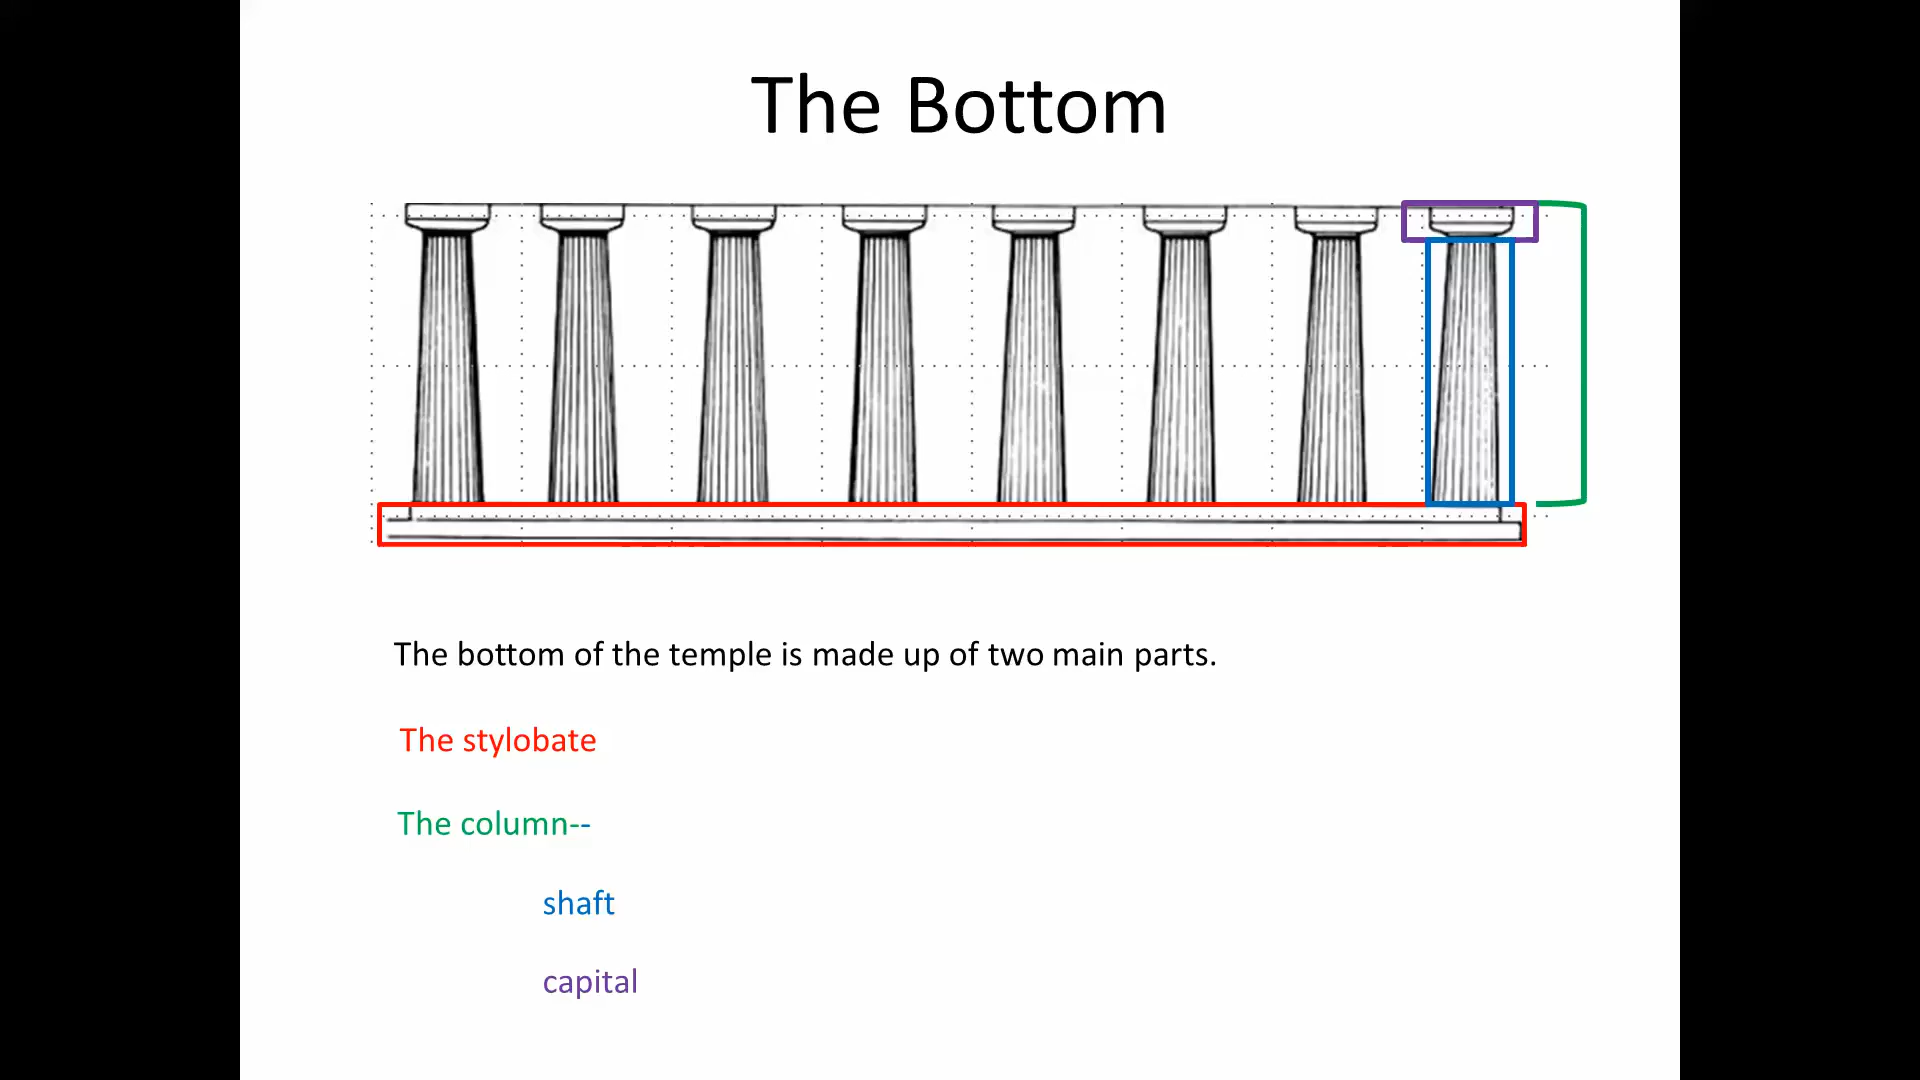 The Bottom
The bottom of the temple is made up of two main parts.
The stylobate
The column--
shaft
capital